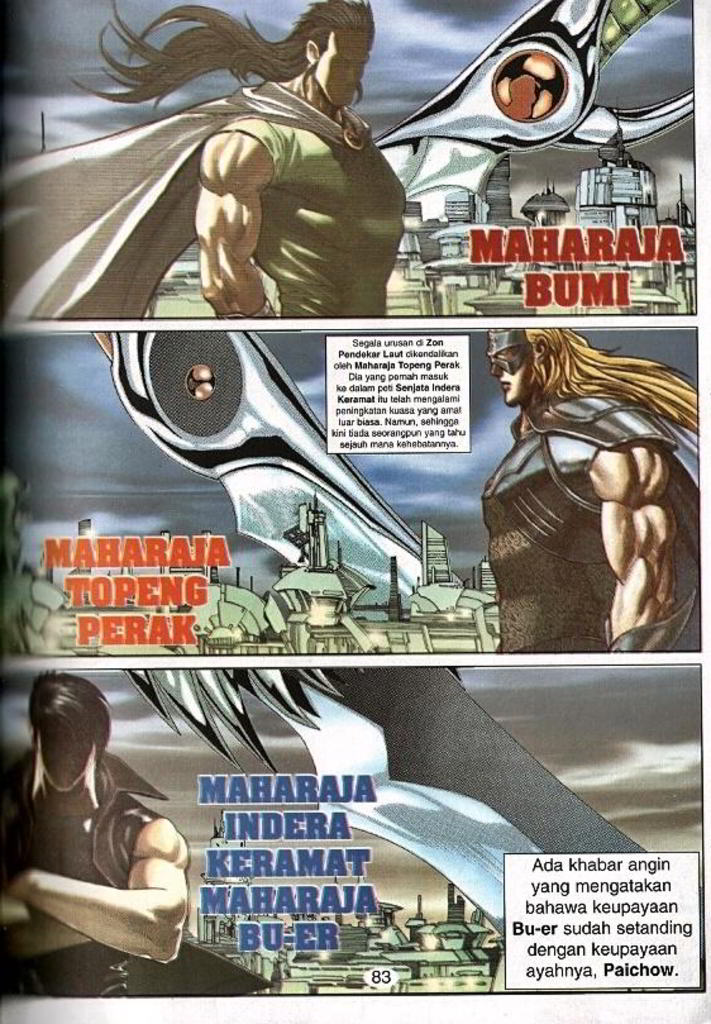 MAHARAJA
BUMI
Segala urusan di Zon
Pendekar Laut dikendalikan
oleh Maharaja Topeng Perak.
Dia yang pernah masuk
ke dalam peti Senjata Indera
Keramat itu telah mengalami
peningkatan kuasa yang amat
luar biasa. Namun, sehingga
kini tiada seorangpun yang tahu
sejauh mana kehebatannya.
MAHARAJA
TOPENG
PERAK
MAHARAJA
INDERA
KERAMAT
MAHARAJA
BU-ER
Ada khabar angin
yang mengatakan
bahawa keupayaan
Bu-er sudah setanding
dengan keupayaan
ayahnya, Paichow.
83